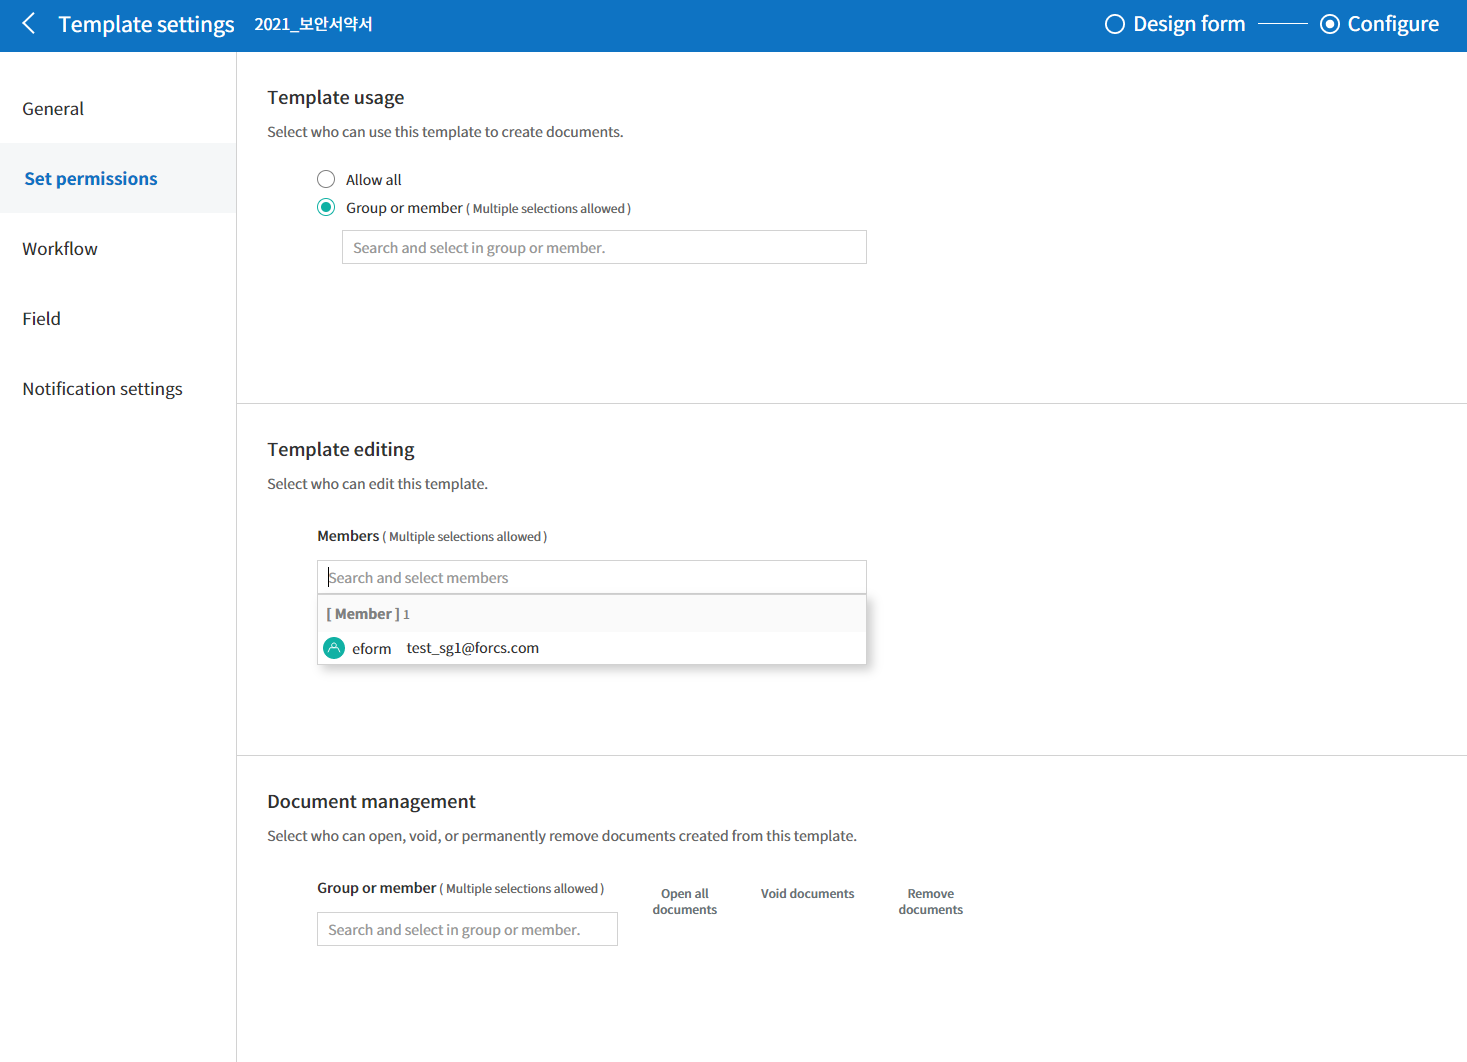 Template settings 2021_보안서약서 Design form Configure
General
Set permissions
Workflow
Field
Notification settings
Template usage
Select who can use this template to create documents.
Allow all
Group or member ( Multiple selections allowed )
Search and select in group or member.
Template editing
Select who can edit this template.
Members ( Multiple selections allowed )
Search and select members
[ Member ] 1
eform test_sg1@forcs.com
Document management
Select who can open, void, or permanently remove documents created from this template.
Group or member ( Multiple selections allowed )
Search and select in group or member.
Open all
documents
Void documents
Remove
documents